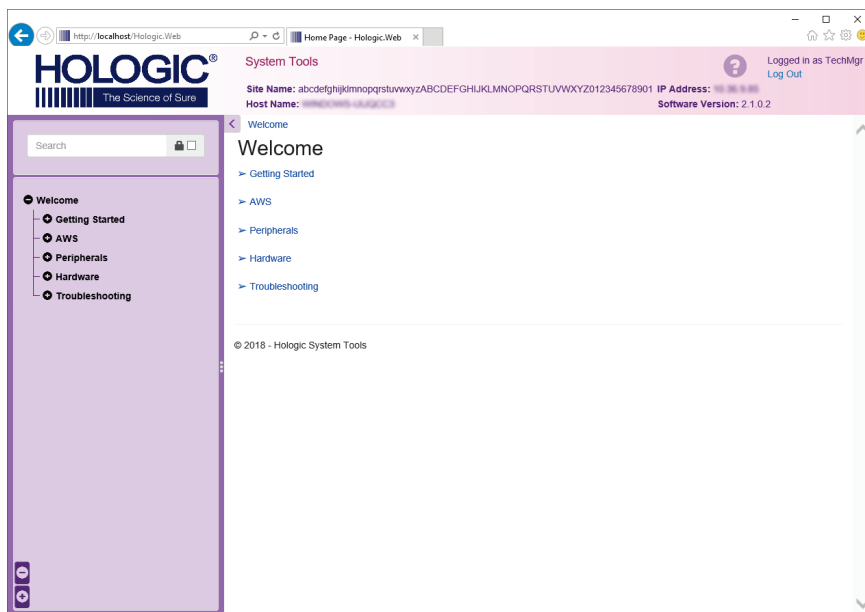 http://localhost/Hologic.Web
Home Page - Hologic.Web
HOLOGIC®
The Science of Sure
System Tools
Logged in as TechMgr
Log Out
Site Name: abcdefghijklmnopqrstuvwxyzABCDEFGHIJKLMNOPQRSTUVWXYZ012345678901 IP Address:
Host Name: Software Version: 2.1.0.2
Search
Welcome
Getting Started
AWS
Peripherals
Hardware
Troubleshooting
Welcome
Welcome
➢ Getting Started
➢ AWS
➢ Peripherals
➢ Hardware
➢ Troubleshooting
© 2018 - Hologic System Tools